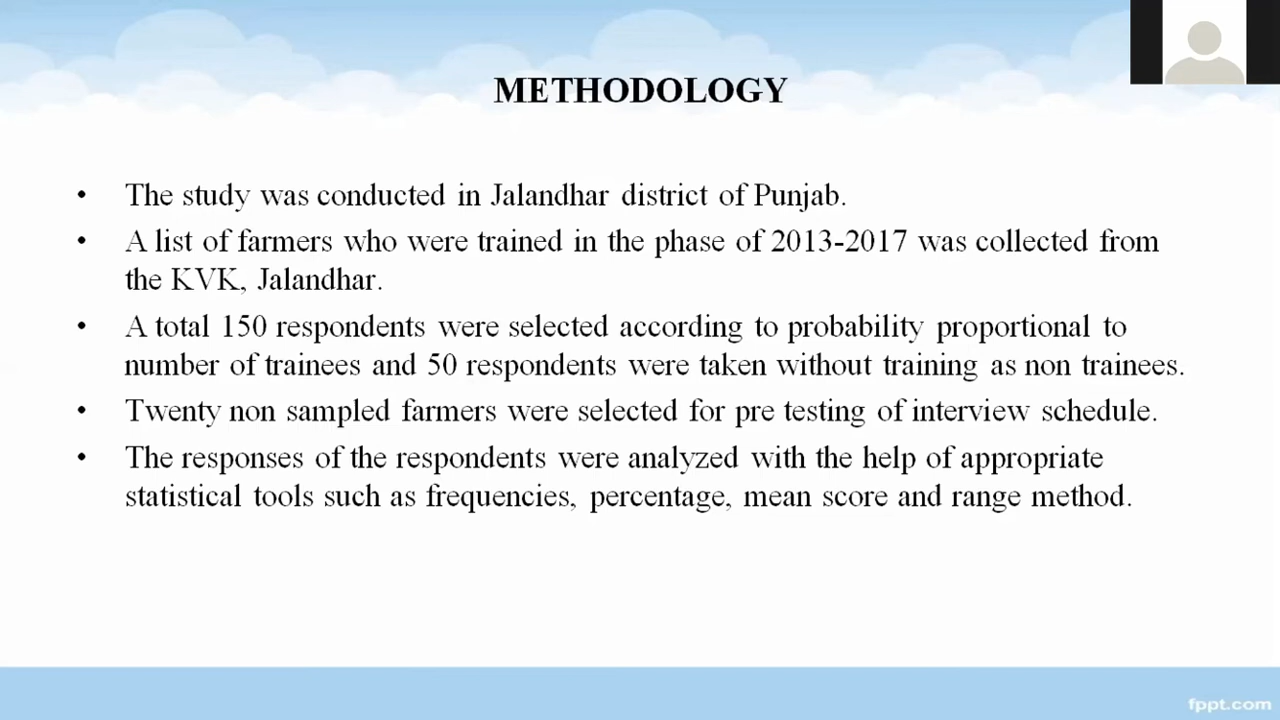 METHODOLOGY
• The study was conducted in Jalandhar district of Punjab.
• A list of farmers who were trained in the phase of 2013-2017 was collected from
the KVK, Jalandhar.
• A total 150 respondents were selected according to probability proportional to
number of trainees and 50 respondents were taken without training as non trainees.
• Twenty non sampled farmers were selected for pre testing of interview schedule.
• The responses of the respondents were analyzed with the help of appropriate
statistical tools such as frequencies, percentage, mean score and range method.
fppt.com